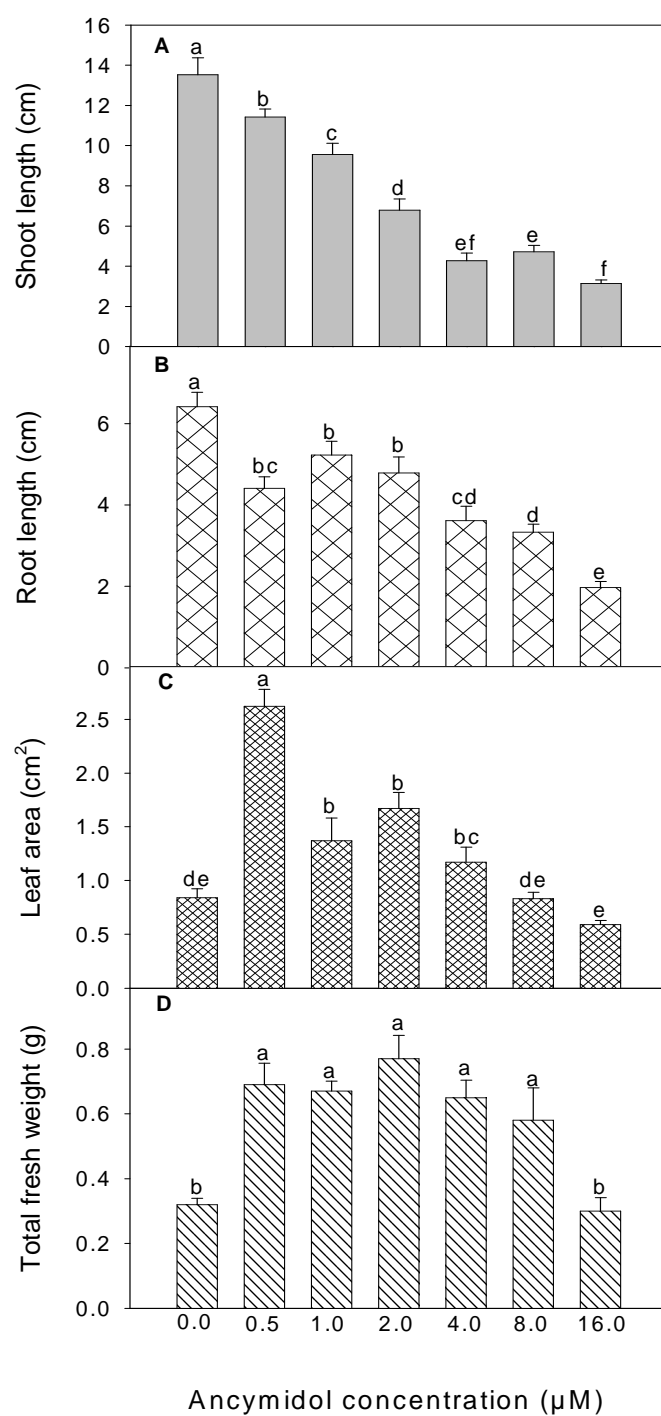 A
Shoot length (cm)
16
14
12
10
8
6
4
2
0
a
b
c
d
ef
e
f
B
Root length (cm)
6
4
2
0
a
bc
b
b
cd
d
e
C
Leaf area (cm²)
2.5
2.0
1.5
1.0
0.5
0.0
de
a
b
b
bc
de
e
D
Total fresh weight (g)
0.8
0.6
0.4
0.2
0.0
b
a
a
a
a
a
b
0.0 0.5 1.0 2.0 4.0 8.0 16.0
Ancymidol concentration (µM)